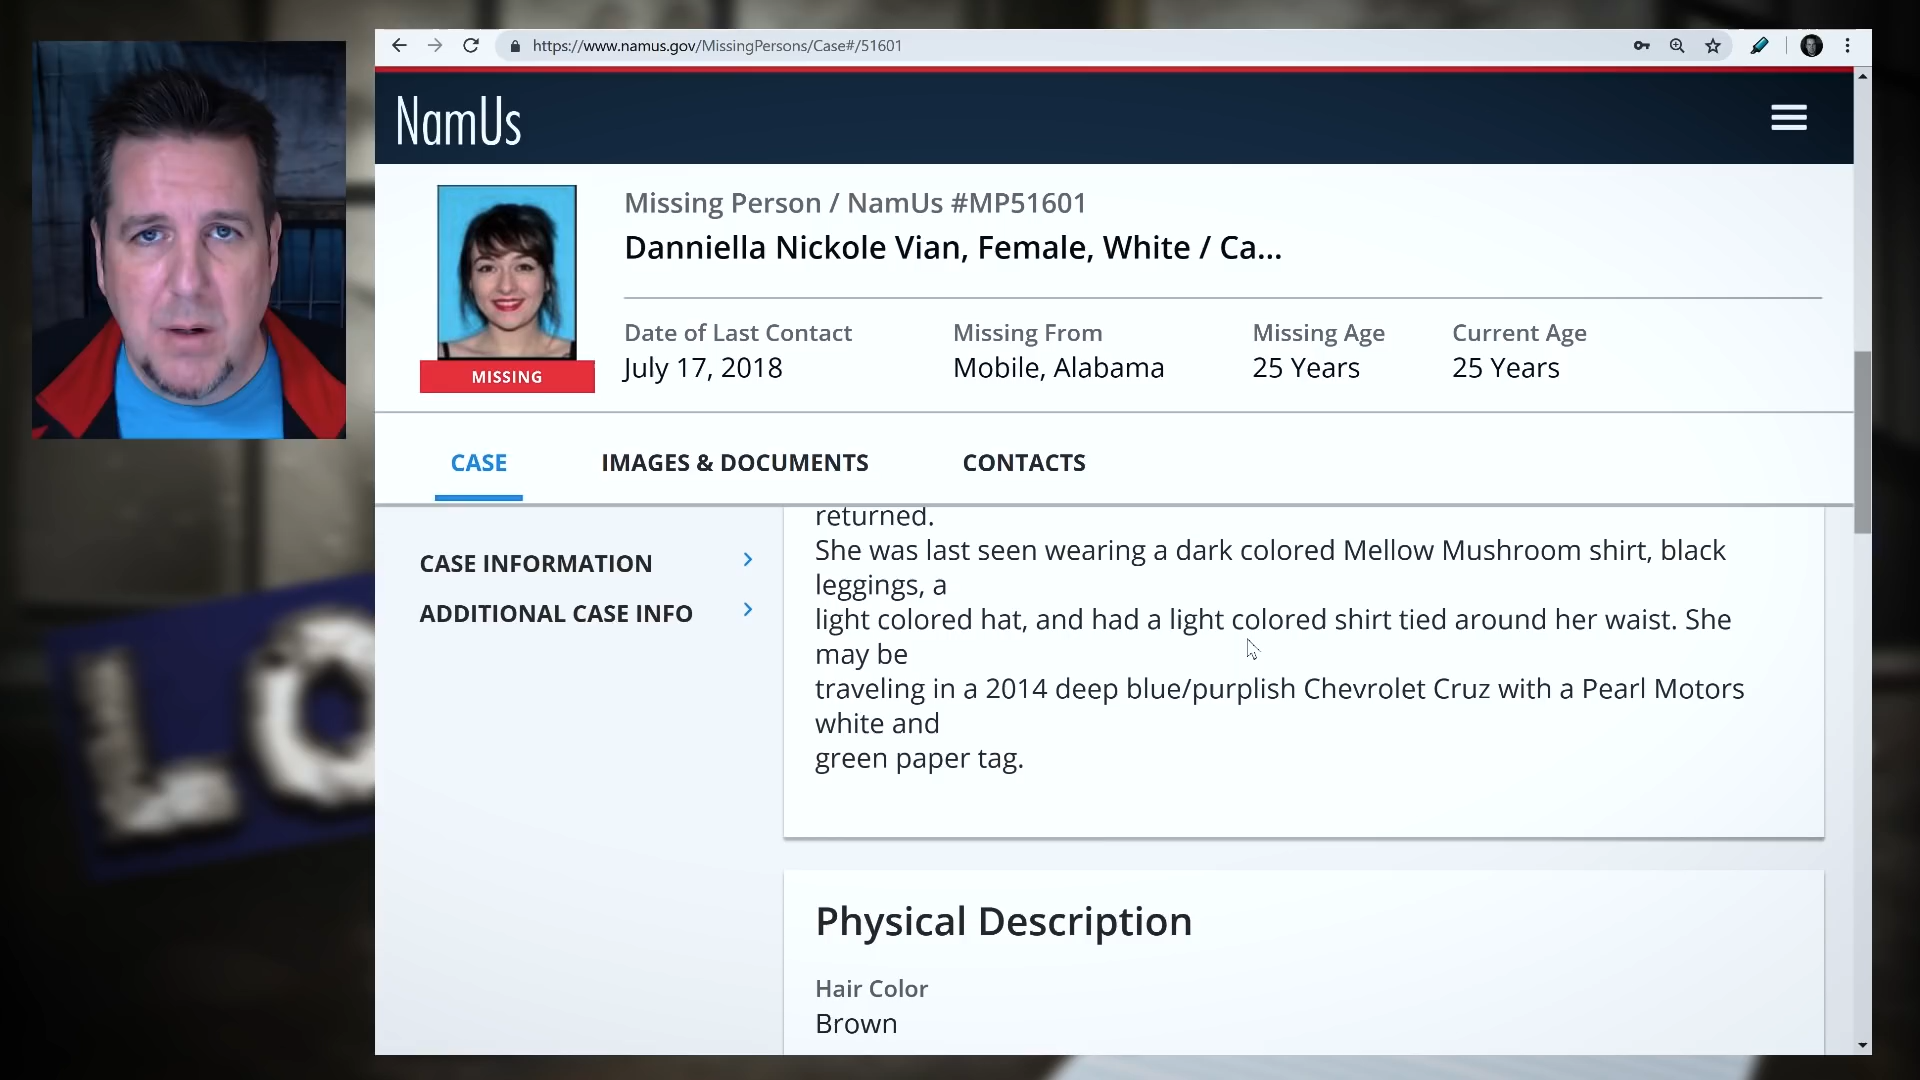 https://www.namus.gov/MissingPersons/Case#/51601
NamUs
Missing Person / NamUs #MP51601
Danniella Nickole Vian, Female, White / Ca...
Date of Last Contact
July 17, 2018
Missing From
Mobile, Alabama
Missing Age
25 Years
Current Age
25 Years
MISSING
CASE
IMAGES & DOCUMENTS
CONTACTS
CASE INFORMATION
ADDITIONAL CASE INFO
returned.
She was last seen wearing a dark colored Mellow Mushroom shirt, black
leggings, a
light colored hat, and had a light colored shirt tied around her waist. She
may be
traveling in a 2014 deep blue/purplish Chevrolet Cruz with a Pearl Motors
white and
green paper tag.
Physical Description
Hair Color
Brown
LO